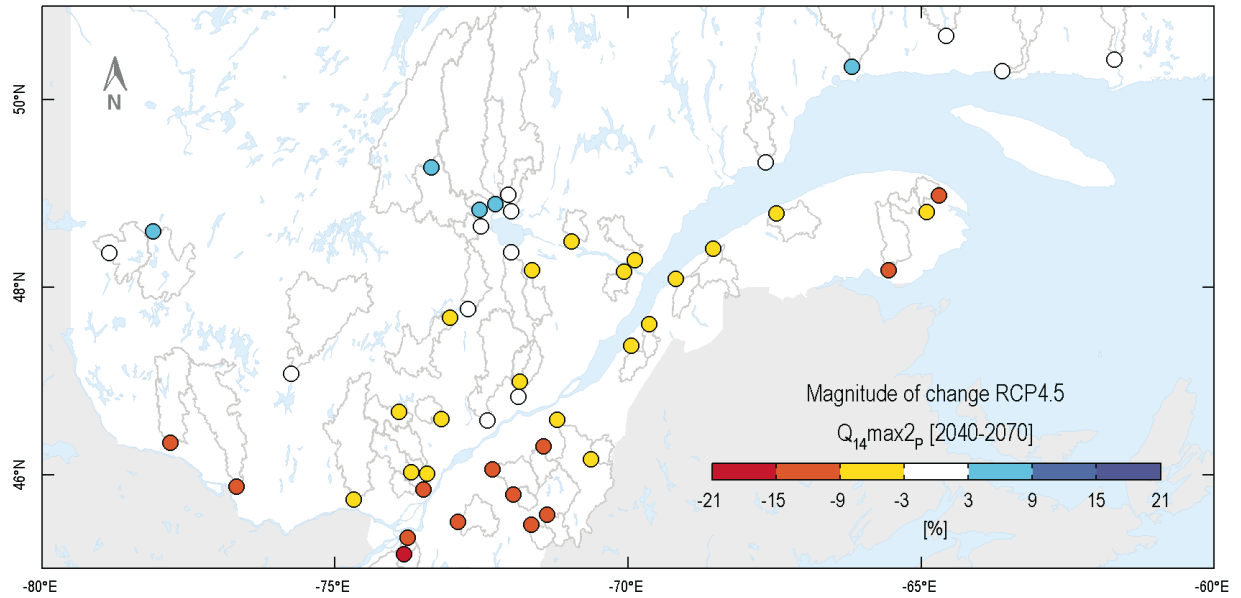 50°N
N
48°N
46°N
Magnitude of change RCP4.5
Q14max2P [2040-2070]
-21 -15 -9 -3 3 9 15 21
[%]
-80°E -75°E -70°E -65°E -60°E